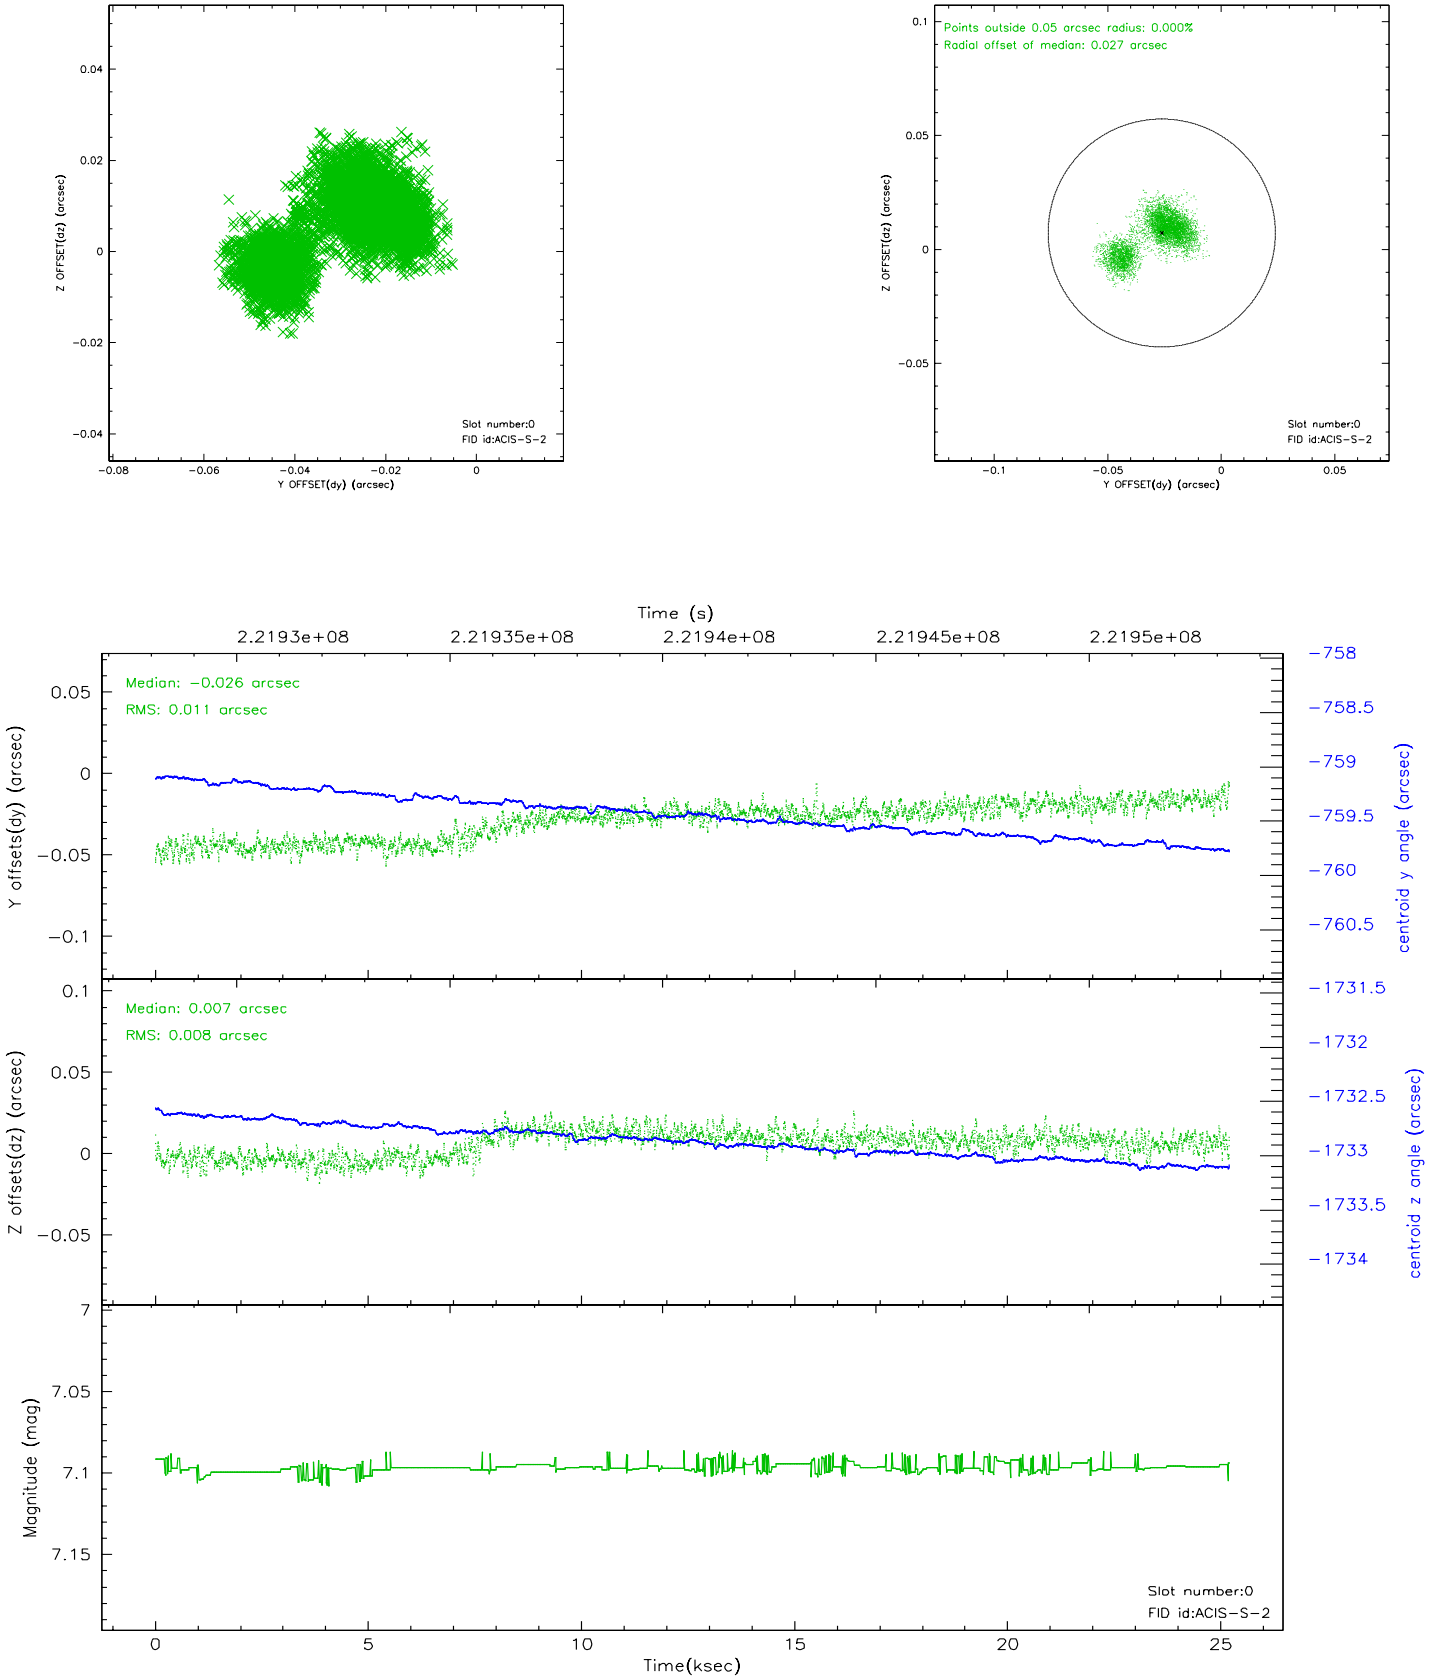 0.04
0.02
0
−0.02
−0.04
Z OFFSET(dz) (arcsec)
Slot number:0
FID id:ACIS−S−2
−0.08
−0.06
−0.04
−0.02
0
Y OFFSET(dy) (arcsec)
Points outside 0.05 arcsec radius: 0.000%
Radial offset of median: 0.027 arcsec
0.1
0.05
0
−0.05
Z OFFSET(dz) (arcsec)
Slot number:0
FID id:ACIS−S−2
−0.1
−0.05
0
0.05
Y OFFSET(dy) (arcsec)
Time (s)
2.2193e+08
2.21935e+08
2.2194e+08
2.21945e+08
2.2195e+08
Median: −0.026 arcsec
RMS: 0.011 arcsec
0.05
0
−0.05
−0.1
Y offsets(dy) (arcsec)
−758
−758.5
−759
−759.5
−760
−760.5
centroid y angle (arcsec)
Median: 0.007 arcsec
RMS: 0.008 arcsec
0.1
0.05
0
−0.05
Z offsets(dz) (arcsec)
−1731.5
−1732
−1732.5
−1733
−1733.5
−1734
centroid z angle (arcsec)
7
7.05
7.1
7.15
Magnitude (mag)
Slot number:0
FID id:ACIS−S−2
0
5
10
15
20
25
Time(ksec)